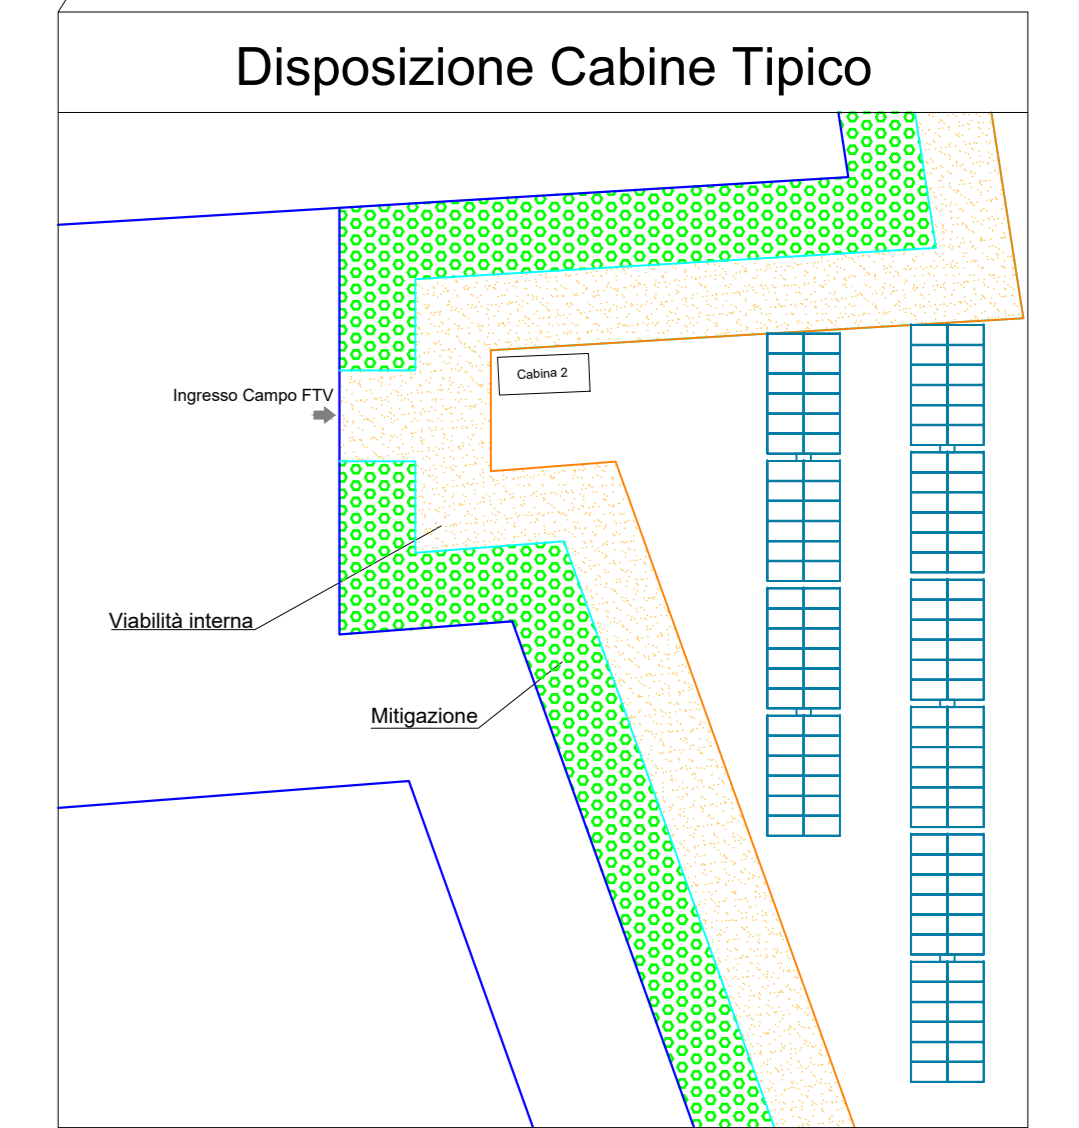 Disposizione Cabine Tipico
Cabina 2
Ingresso Campo FTV
Viabilità interna
Mitigazione